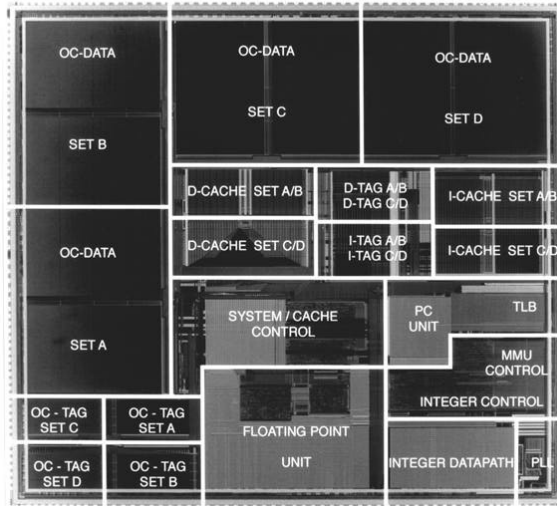 OC-DATA
SET B
OC-DATA
SET C
OC-DATA
SET D
D-CACHE SET A/B
D-TAG A/B
D-TAG C/D
I-CACHE SET A/B
D-CACHE SET C/D
I-TAG A/B
I-TAG C/D
I-CACHE SET C/D
OC-DATA
SET A
SYSTEM / CACHE
CONTROL
PC
UNIT
TLB
MMU
CONTROL
INTEGER CONTROL
OC - TAG
SET C
OC - TAG
SET A
OC - TAG
SET D
OC - TAG
SET B
FLOATING POINT
UNIT
INTEGER DATAPATH
PLL